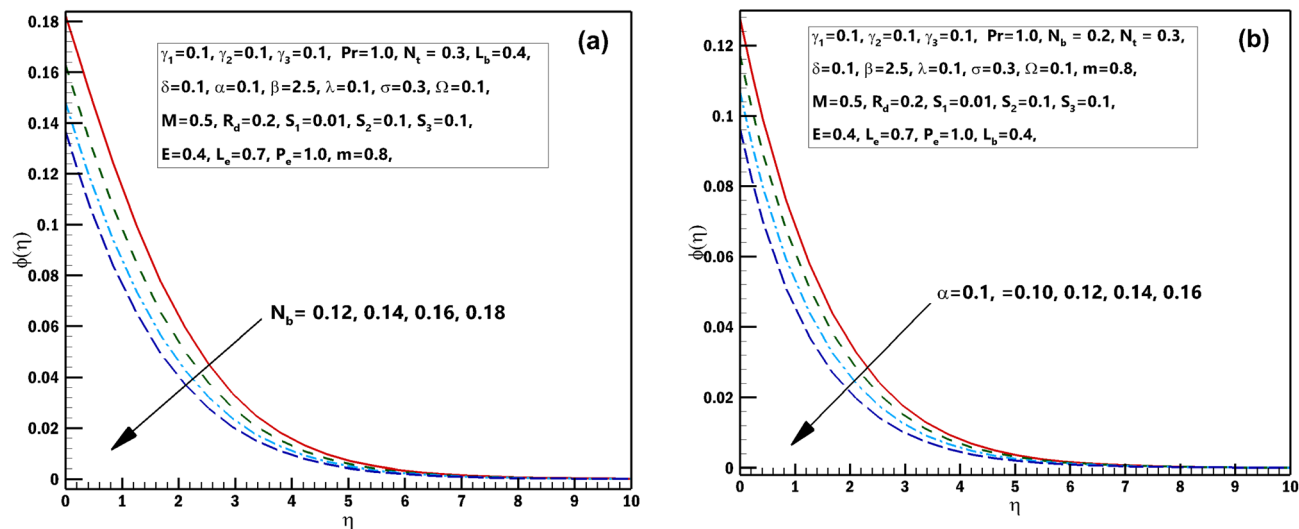 (a)
γ1=0.1, γ2=0.1, γ3=0.1, Pr=1.0, Nt = 0.3, Lb=0.4,
δ=0.1, α=0.1, β=2.5, λ=0.1, σ=0.3, Ω=0.1,
M=0.5, Rd=0.2, S1=0.01, S2=0.1, S3=0.1,
E=0.4, Le=0.7, Pe=1.0, m=0.8,
Nb= 0.12, 0.14, 0.16, 0.18
ϕ(η)
0.18
0.16
0.14
0.12
0.1
0.08
0.06
0.04
0.02
0
0 1 2 3 4 5 6 7 8 9 10
η
(b)
γ1=0.1, γ2=0.1, γ3=0.1, Pr=1.0, Nb = 0.2, Nt = 0.3,
δ=0.1, β=2.5, λ=0.1, σ=0.3, Ω=0.1, m=0.8,
M=0.5, Rd=0.2, S1=0.01, S2=0.1, S3=0.1,
E=0.4, Le=0.7, Pe=1.0, Lb=0.4,
α=0.1, =0.10, 0.12, 0.14, 0.16
ϕ(η)
0.12
0.1
0.08
0.06
0.04
0.02
0
0 1 2 3 4 5 6 7 8 9 10
η